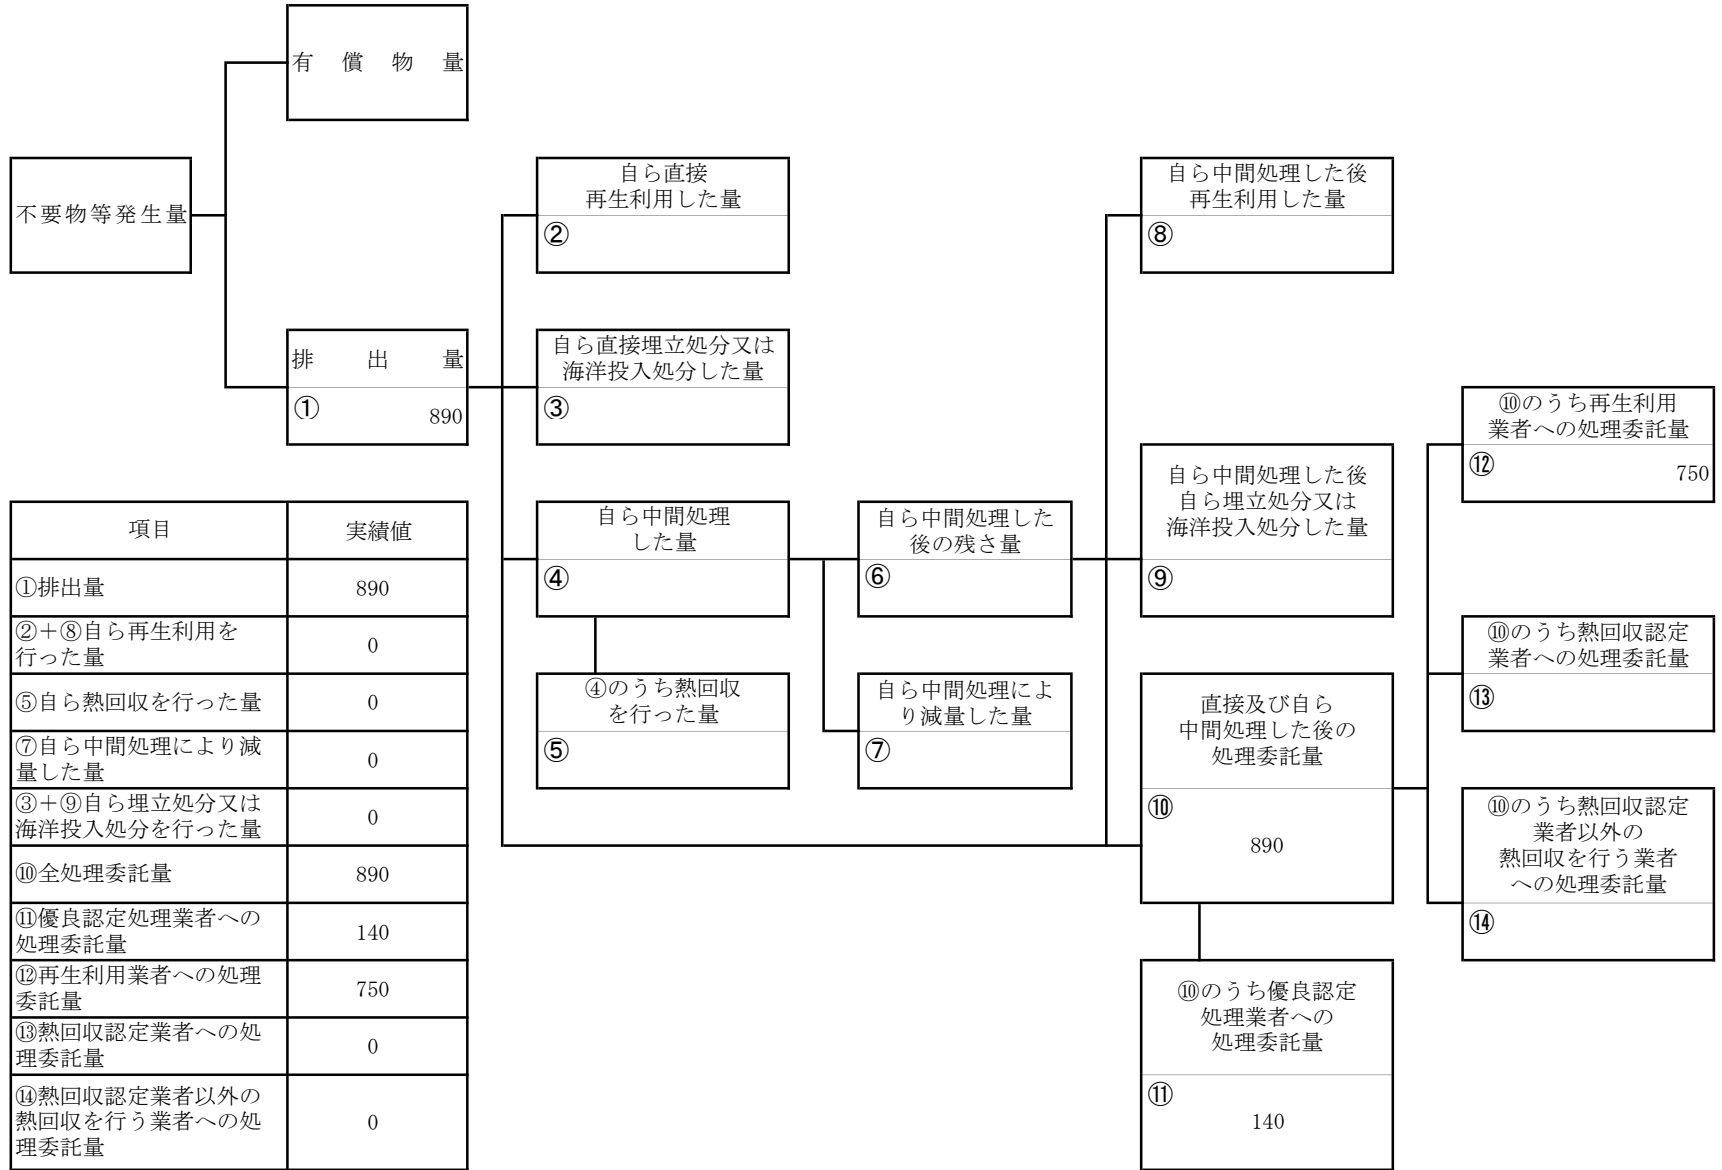 有償物量
不要物等発生量
排出量
①
890
自ら直接
再生利用した量
②
自ら直接埋立処分又は
海洋投入処分した量
③
自ら中間処理
した量
④
④のうち熱回収
を行った量
⑤
自ら中間処理した
後の残さ量
⑥
自ら中間処理によ
り減量した量
⑦
自ら中間処理した後
再生利用した量
⑧
自ら中間処理した後
自ら埋立処分又は
海洋投入処分した量
⑨
直接及び自ら
中間処理した後の
処理委託量
⑩
890
⑩のうち優良認定
処理業者への
処理委託量
⑪
140
⑩のうち再生利用
業者への処理委託量
⑫
750
⑩のうち熱回収認定
業者への処理委託量
⑬
⑩のうち熱回収認定
業者以外の
熱回収を行う業者
への処理委託量
⑭
項目 実績値
①排出量 890
②+⑧自ら再生利用を
行った量 0
⑤自ら熱回収を行った量 0
⑦自ら中間処理により減
量した量 0
③+⑨自ら埋立処分又は
海洋投入処分を行った量 0
⑩全処理委託量 890
⑪優良認定処理業者への
処理委託量 140
⑫再生利用業者への処理
委託量 750
⑬熱回収認定業者への処
理委託量 0
⑭熱回収認定業者以外の
熱回収を行う業者への処
理委託量 0